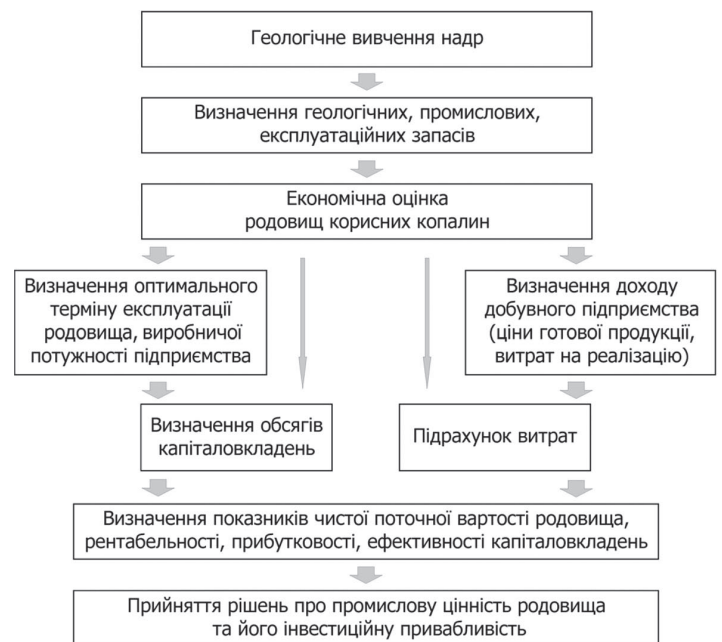 Геологічне вивчення надр
Визначення геологічних, промислових,
експлуатаційних запасів
Економічна оцінка
родовищ корисних копалин
Визначення оптимального
терміну експлуатації
родовища, виробничої
потужності підприємства
Визначення доходу
добувного підприємства
(ціни готової продукції,
витрат на реалізацію)
Визначення обсягів
капіталовкладень
Підрахунок витрат
Визначення показників чистої поточної вартості родовища,
рентабельності, прибутковості, ефективності капіталовкладень
Прийняття рішень про промислову цінність родовища
та його інвестиційну привабливість